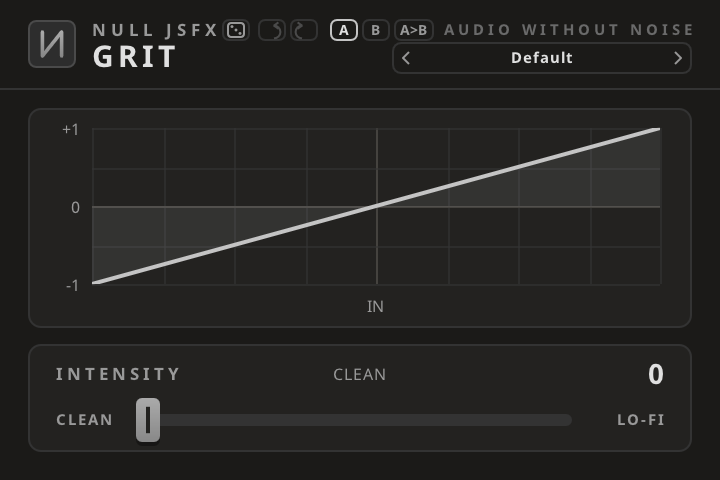 NULL JSFX A B A>B AUDIO WITHOUT NOISE
GRIT
Default
+1
0
-1
IN
INTENSITY CLEAN 0
CLEAN LO-FI